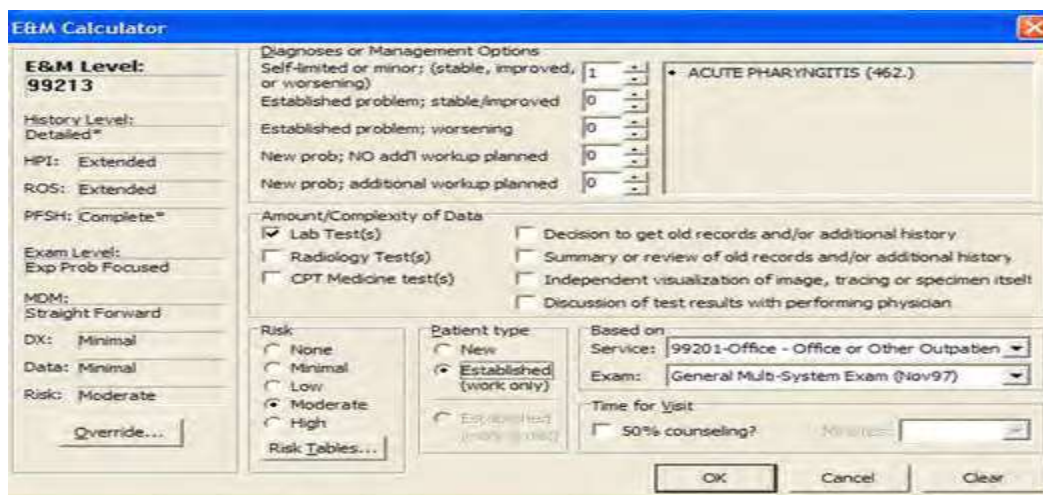 E&M Calculator
E&M Level:
99213
History Level:
Detailed*
HPI: Extended
ROS: Extended
PFSH: Complete*
Exam Level:
Exp Prob Focused
MDM:
Straight Forward
DX: Minimal
Data: Minimal
Risk: Moderate
Override...
Diagnoses or Management Options
Self-limited or minor; (stable, improved, or worsening) 1
Established problem; stable/improved 0
Established problem; worsening 0
New prob; NO add'l workup planned 0
New prob; additional workup planned 0
• ACUTE PHARYNGITIS (462.)
Amount/Complexity of Data
Lab Test(s)
Radiology Test(s)
CPT Medicine test(s)
Decision to get old records and/or additional history
Summary or review of old records and/or additional history
Independent visualization of image, tracing or specimen itself
Discussion of test results with performing physician
Risk
None
Minimal
Low
Moderate
High
Risk Tables...
Patient type
New
Established
(work only)
Established
Based on
Service: 99201-Office - Office or Other Outpatien
Exam: General Multi-System Exam (Nov97)
Time for Visit
50% counseling? Minutes:
OK Cancel Clear